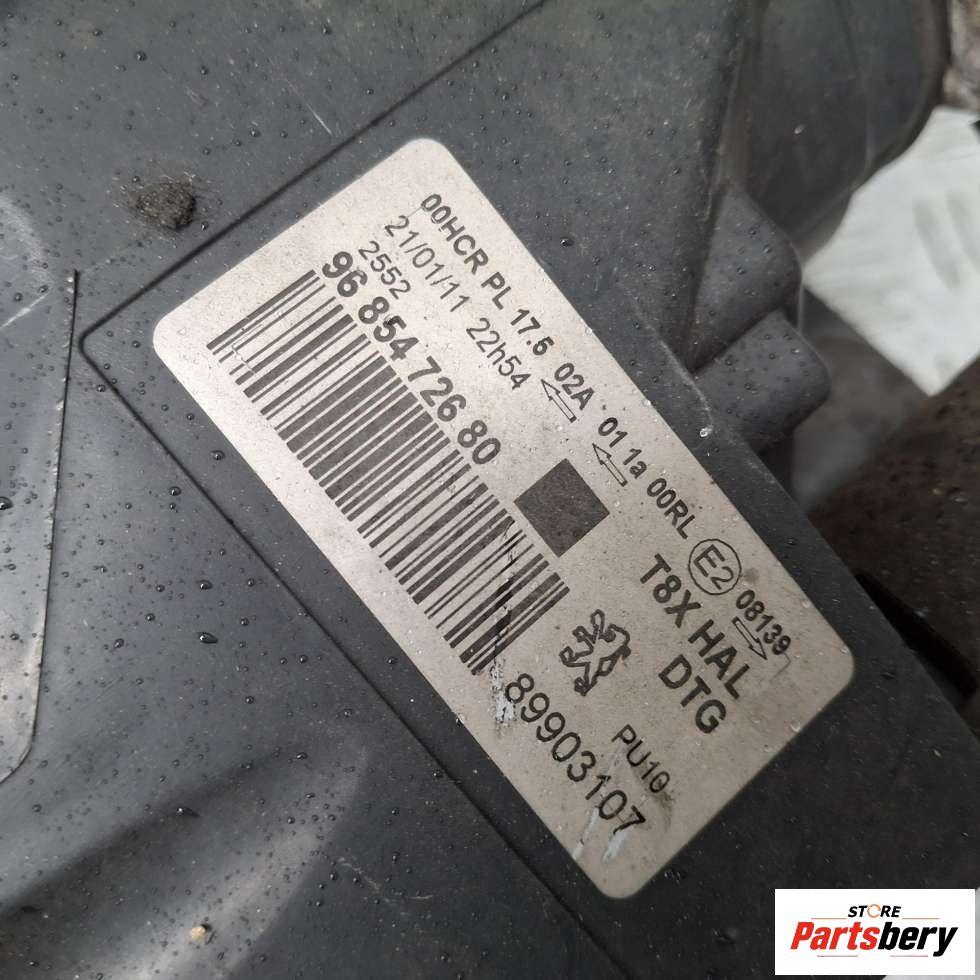 00HCR PL 17.5 02A 01 1a 00RL E2 08139
21/01/11 22h54
2552
T8X HAL
DTG
96 854 726 80
PU10
89903107
STORE
Partsbery